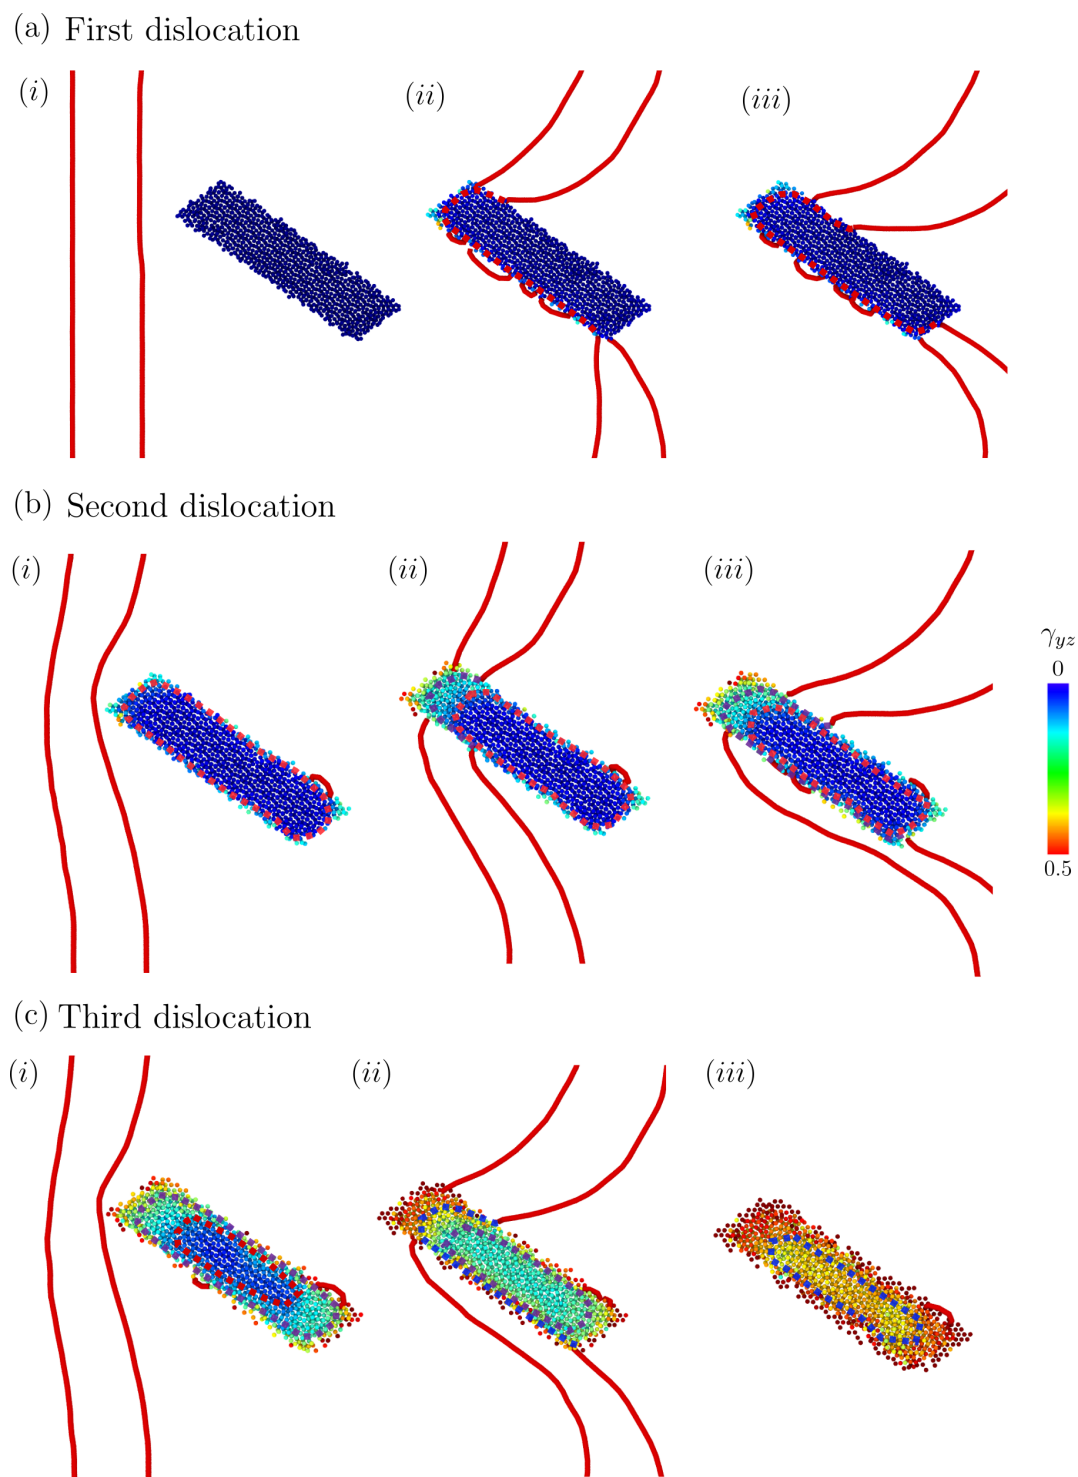 (a) First dislocation
(i)
(ii)
(iii)
(b) Second dislocation
(i)
(ii)
(iii)
γyz
0
0.5
(c) Third dislocation
(i)
(ii)
(iii)